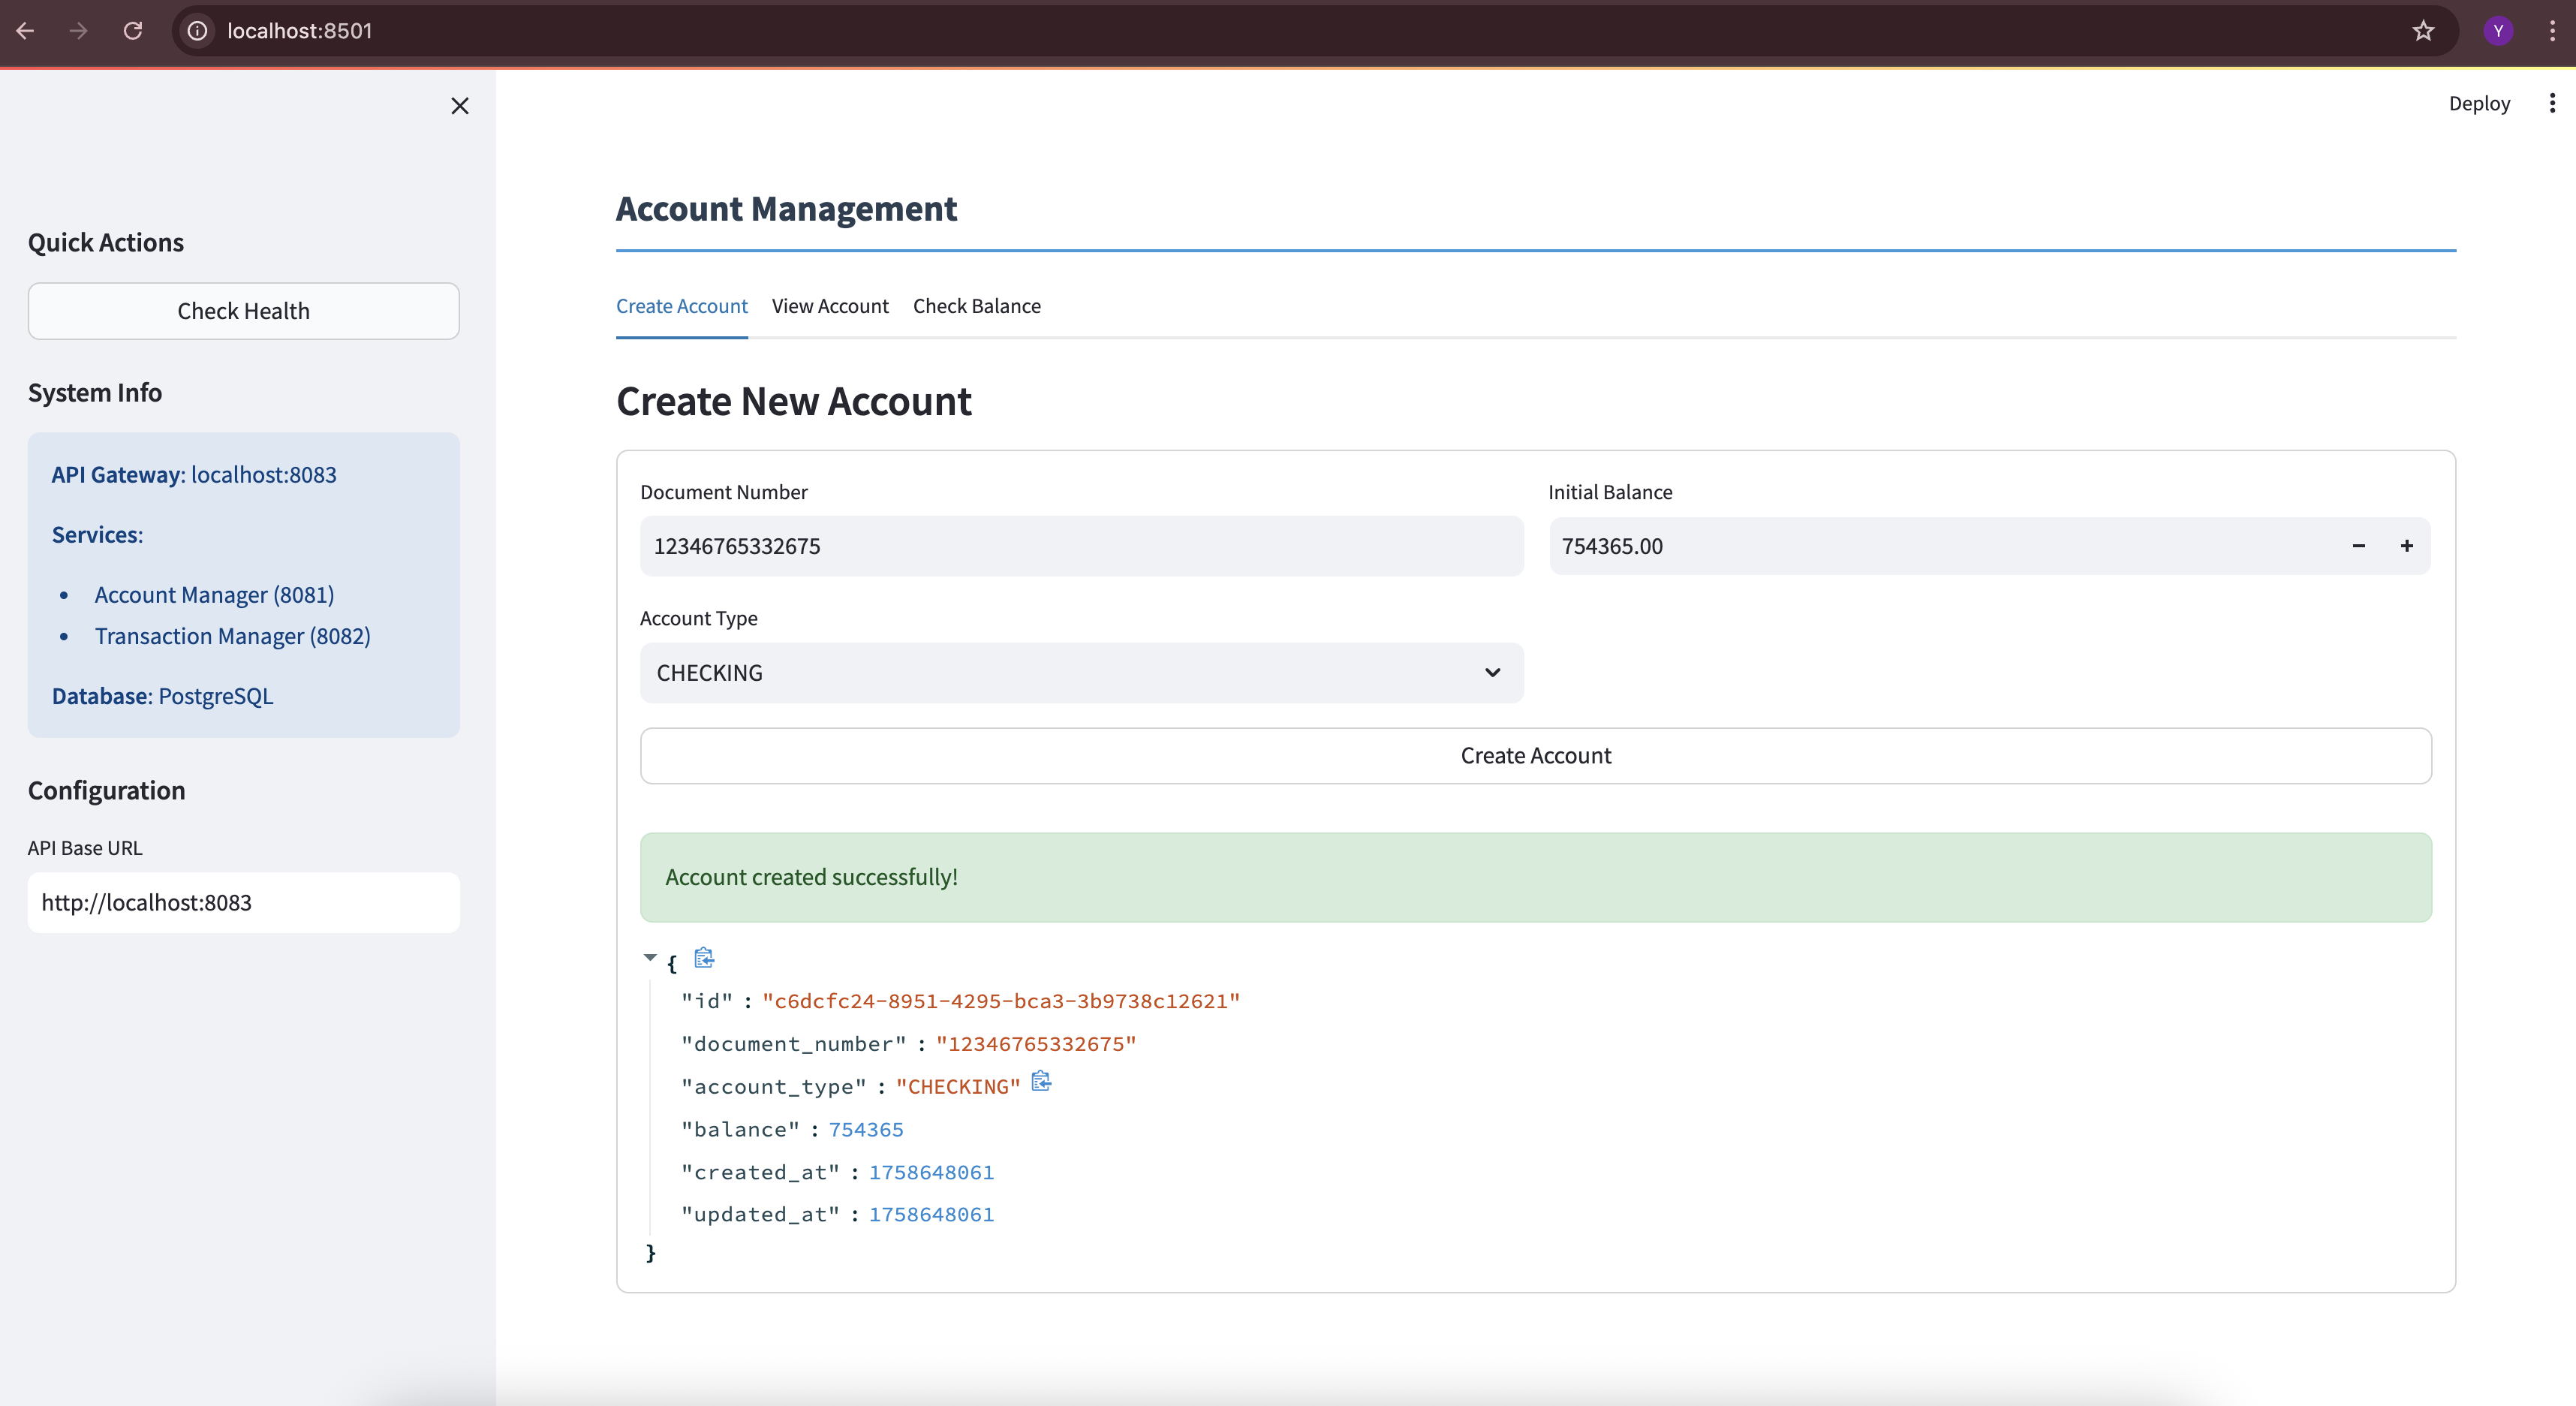 localhost:8501
Y
Deploy
Quick Actions
Check Health
System Info
API Gateway: localhost:8083
Services:
• Account Manager (8081)
• Transaction Manager (8082)
Database: PostgreSQL
Configuration
API Base URL
http://localhost:8083
Account Management
Create Account View Account Check Balance
Create New Account
Document Number Initial Balance
12346765332675 754365.00 − +
Account Type
CHECKING
Create Account
Account created successfully!
{
"id" : "c6dcfc24-8951-4295-bca3-3b9738c12621"
"document_number" : "12346765332675"
"account_type" : "CHECKING"
"balance" : 754365
"created_at" : 1758648061
"updated_at" : 1758648061
}